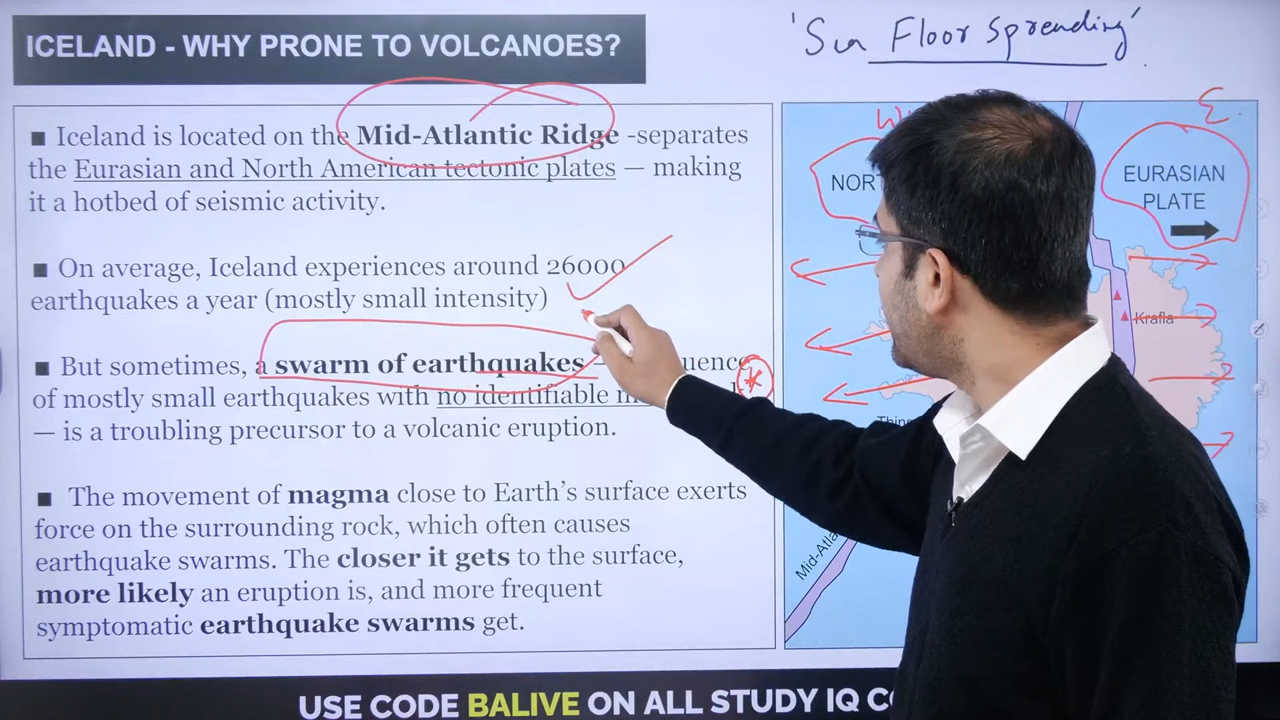 ICELAND - WHY PRONE TO VOLCANOES?
'Sea Floor Spreading'
■ Iceland is located on the Mid-Atlantic Ridge -separates
the Eurasian and North American tectonic plates — making
it a hotbed of seismic activity.
■ On average, Iceland experiences around 26000
earthquakes a year (mostly small intensity)
■ But sometimes, a swarm of earthquakes
of mostly small earthquakes with no identifiable
— is a troubling precursor to a volcanic eruption.
■ The movement of magma close to Earth's surface exerts
force on the surrounding rock, which often causes
earthquake swarms. The closer it gets to the surface,
more likely an eruption is, and more frequent
symptomatic earthquake swarms get.
W
E
EURASIAN
PLATE
Krafla
USE CODE BALIVE ON ALL STUDY IQ